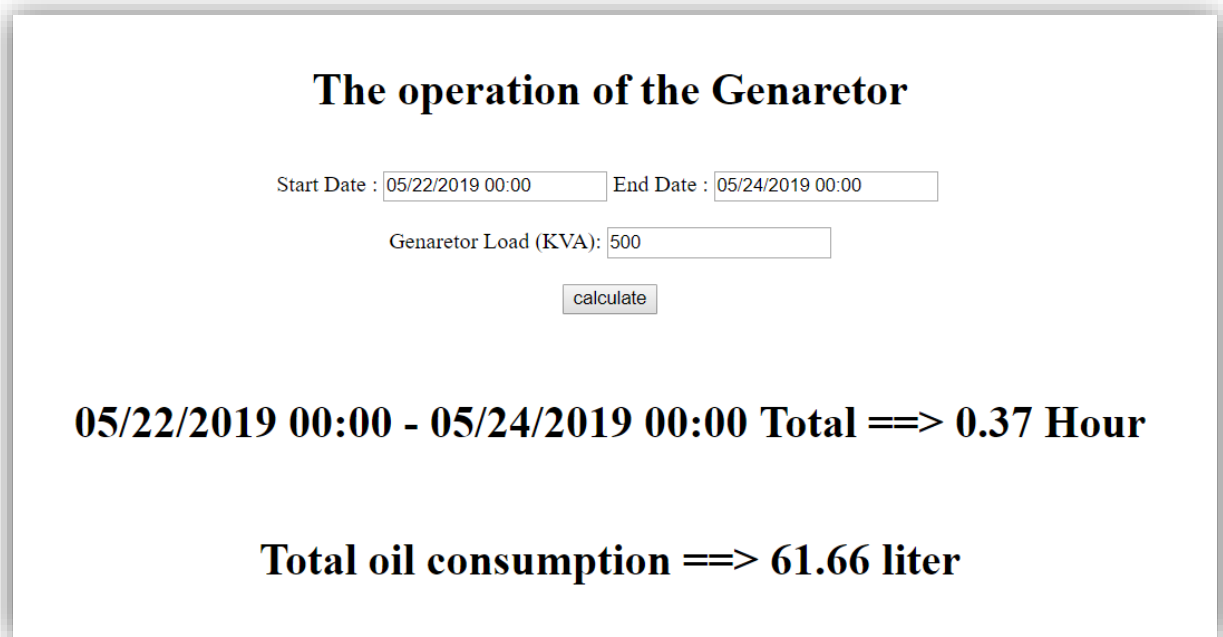 The operation of the Genaretor
Start Date : 05/22/2019 00:00 End Date : 05/24/2019 00:00
Genaretor Load (KVA): 500
calculate
05/22/2019 00:00 - 05/24/2019 00:00 Total ==> 0.37 Hour
Total oil consumption ==> 61.66 liter